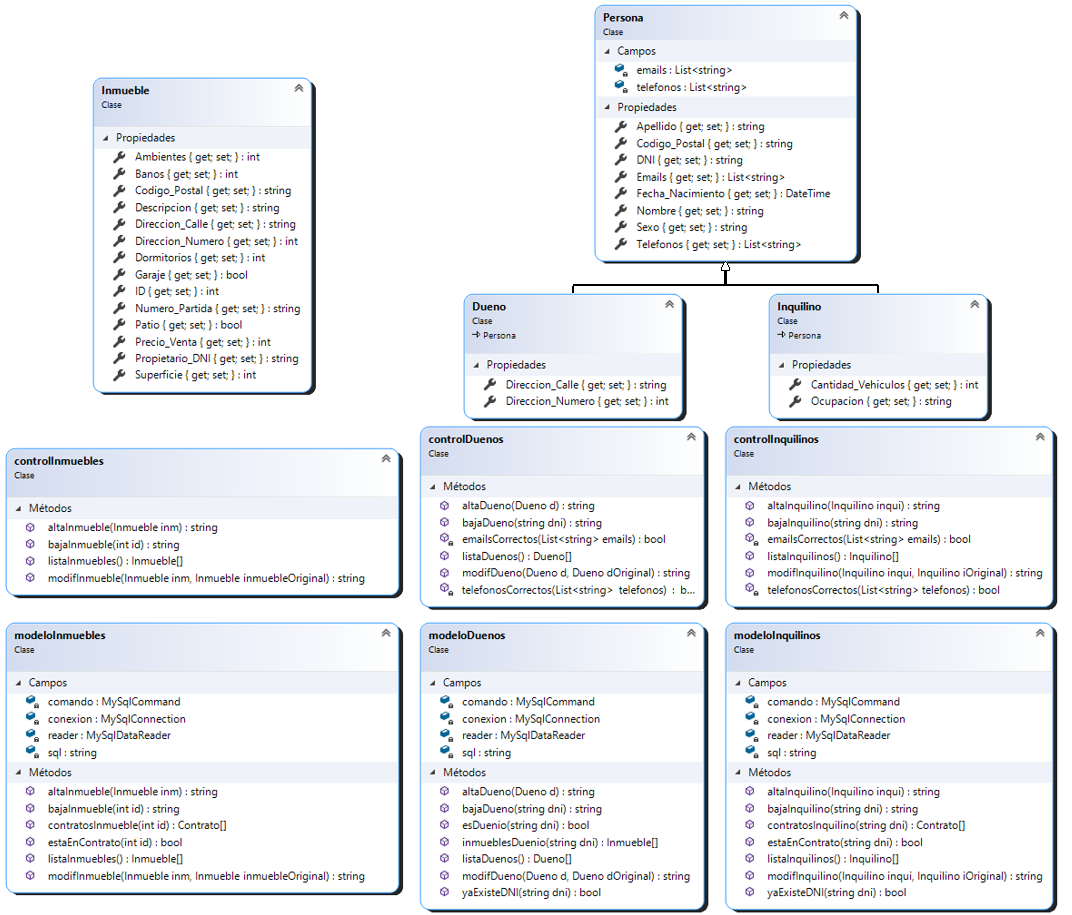 Persona
Clase
Campos
emails : List<string>
telefonos : List<string>
Propiedades
Apellido { get; set; } : string
Codigo_Postal { get; set; } : string
DNI { get; set; } : string
Emails { get; set; } : List<string>
Fecha_Nacimiento { get; set; } : DateTime
Nombre { get; set; } : string
Sexo { get; set; } : string
Telefonos { get; set; } : List<string>
Inmueble
Clase
Propiedades
Ambientes { get; set; } : int
Banos { get; set; } : int
Codigo_Postal { get; set; } : string
Descripcion { get; set; } : string
Direccion_Calle { get; set; } : string
Direccion_Numero { get; set; } : int
Dormitorios { get; set; } : int
Garaje { get; set; } : bool
ID { get; set; } : int
Numero_Partida { get; set; } : string
Patio { get; set; } : bool
Precio_Venta { get; set; } : int
Propietario_DNI { get; set; } : string
Superficie { get; set; } : int
Dueno
Clase
Persona
Propiedades
Direccion_Calle { get; set; } : string
Direccion_Numero { get; set; } : int
Inquilino
Clase
Persona
Propiedades
Cantidad_Vehiculos { get; set; } : int
Ocupacion { get; set; } : string
controlInmuebles
Clase
Métodos
altaInmueble(Inmueble inm) : string
bajaInmueble(int id) : string
listaInmuebles() : Inmueble[]
modifInmueble(Inmueble inm, Inmueble inmuebleOriginal) : string
controlDuenos
Clase
Métodos
altaDueno(Dueno d) : string
bajaDueno(string dni) : string
emailsCorrectos(List<string> emails) : bool
listaDuenos() : Dueno[]
modifDueno(Dueno d, Dueno dOriginal) : string
telefonosCorrectos(List<string> telefonos) : b...
controlInquilinos
Clase
Métodos
altaInquilino(Inquilino inqui) : string
bajaInquilino(string dni) : string
emailsCorrectos(List<string> emails) : bool
listaInquilinos() : Inquilino[]
modifInquilino(Inquilino inqui, Inquilino iOriginal) : string
telefonosCorrectos(List<string> telefonos) : bool
modeloInmuebles
Clase
Campos
comando : MySqlCommand
conexion : MySqlConnection
reader : MySqlDataReader
sql : string
Métodos
altaInmueble(Inmueble inm) : string
bajaInmueble(int id) : string
contratosInmueble(int id) : Contrato[]
estaEnContrato(int id) : bool
listaInmuebles() : Inmueble[]
modifInmueble(Inmueble inm, Inmueble inmuebleOriginal) : string
modeloDuenos
Clase
Campos
comando : MySqlCommand
conexion : MySqlConnection
reader : MySqlDataReader
sql : string
Métodos
altaDueno(Dueno d) : string
bajaDueno(string dni) : string
esDuenio(string dni) : bool
inmueblesDuenio(string dni) : Inmueble[]
listaDuenos() : Dueno[]
modifDueno(Dueno d, Dueno dOriginal) : string
yaExisteDNI(string dni) : bool
modeloInquilinos
Clase
Campos
comando : MySqlCommand
conexion : MySqlConnection
reader : MySqlDataReader
sql : string
Métodos
altaInquilino(Inquilino inqui) : string
bajaInquilino(string dni) : string
contratosInquilino(string dni) : Contrato[]
estaEnContrato(string dni) : bool
listaInquilinos() : Inquilino[]
modifInquilino(Inquilino inqui, Inquilino iOriginal) : string
yaExisteDNI(string dni) : bool